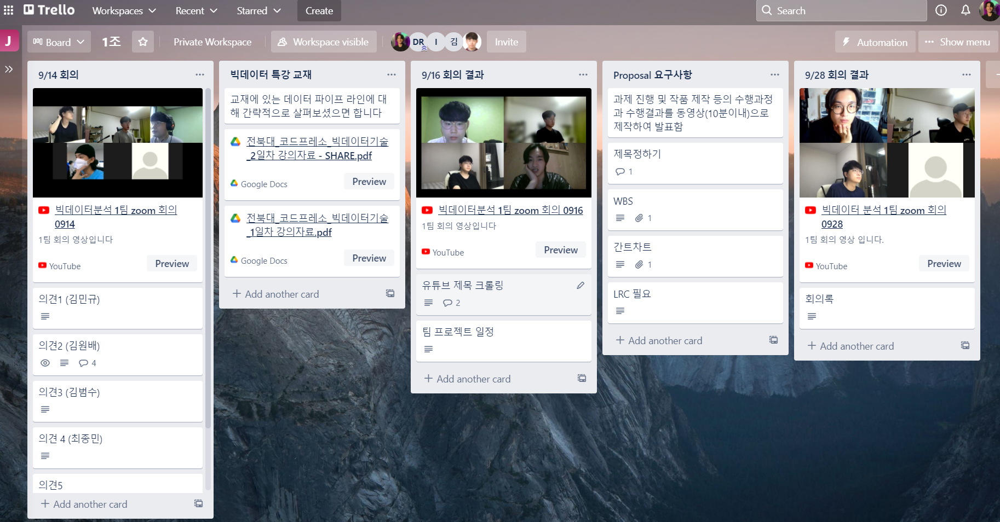 Trello
Workspaces
Recent
Starred
Create
Search
J
Board
1조
Private Workspace
Workspace visible
DR
I
김
Invite
Automation
Show menu
9/14 회의
빅데이터분석 1팀 zoom 회의
0914
1팀 회의 영상입니다
YouTube
Preview
의견1 (김민규)
의견2 (김원배)
4
의견3 (김범수)
의견 4 (최종민)
의견5
Add another card
빅데이터 특강 교재
교재에 있는 데이터 파이프 라인에 대
해 간략적으로 살펴보셨으면 합니다
전북대_코드프레소_빅데이터기술
_2일차 강의자료 - SHARE.pdf
Google Docs
Preview
전북대_코드프레소_빅데이터기술
_1일차 강의자료.pdf
Google Docs
Preview
Add another card
9/16 회의 결과
빅데이터분석 1팀 zoom 회의 0916
1팀 회의 영상입니다
YouTube
Preview
유튜브 제목 크롤링
2
팀 프로젝트 일정
Add another card
Proposal 요구사항
과제 진행 및 작품 제작 등의 수행과정
과 수행결과를 동영상(10분이내)으로
제작하여 발표함
제목정하기
1
WBS
1
간트차트
1
LRC 필요
Add another card
9/28 회의 결과
빅데이터 분석 1팀 zoom 회의
0928
1팀 회의 영상 입니다.
YouTube
Preview
회의록
Add another card